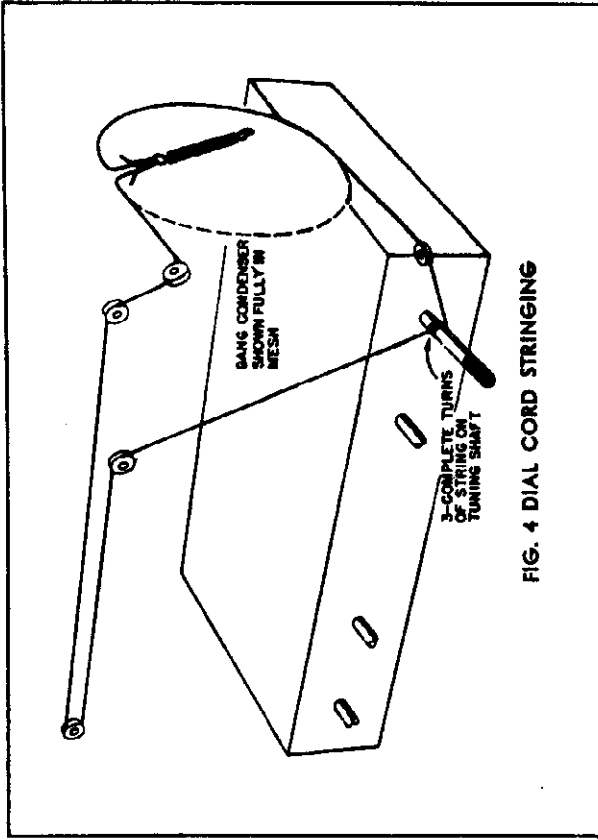 GANG CONDENSER
SHOWN FULLY IN
MESH
3-COMPLETE TURNS
OF STRING ON
TUNING SHAFT
FIG. 4 DIAL CORD STRINGING